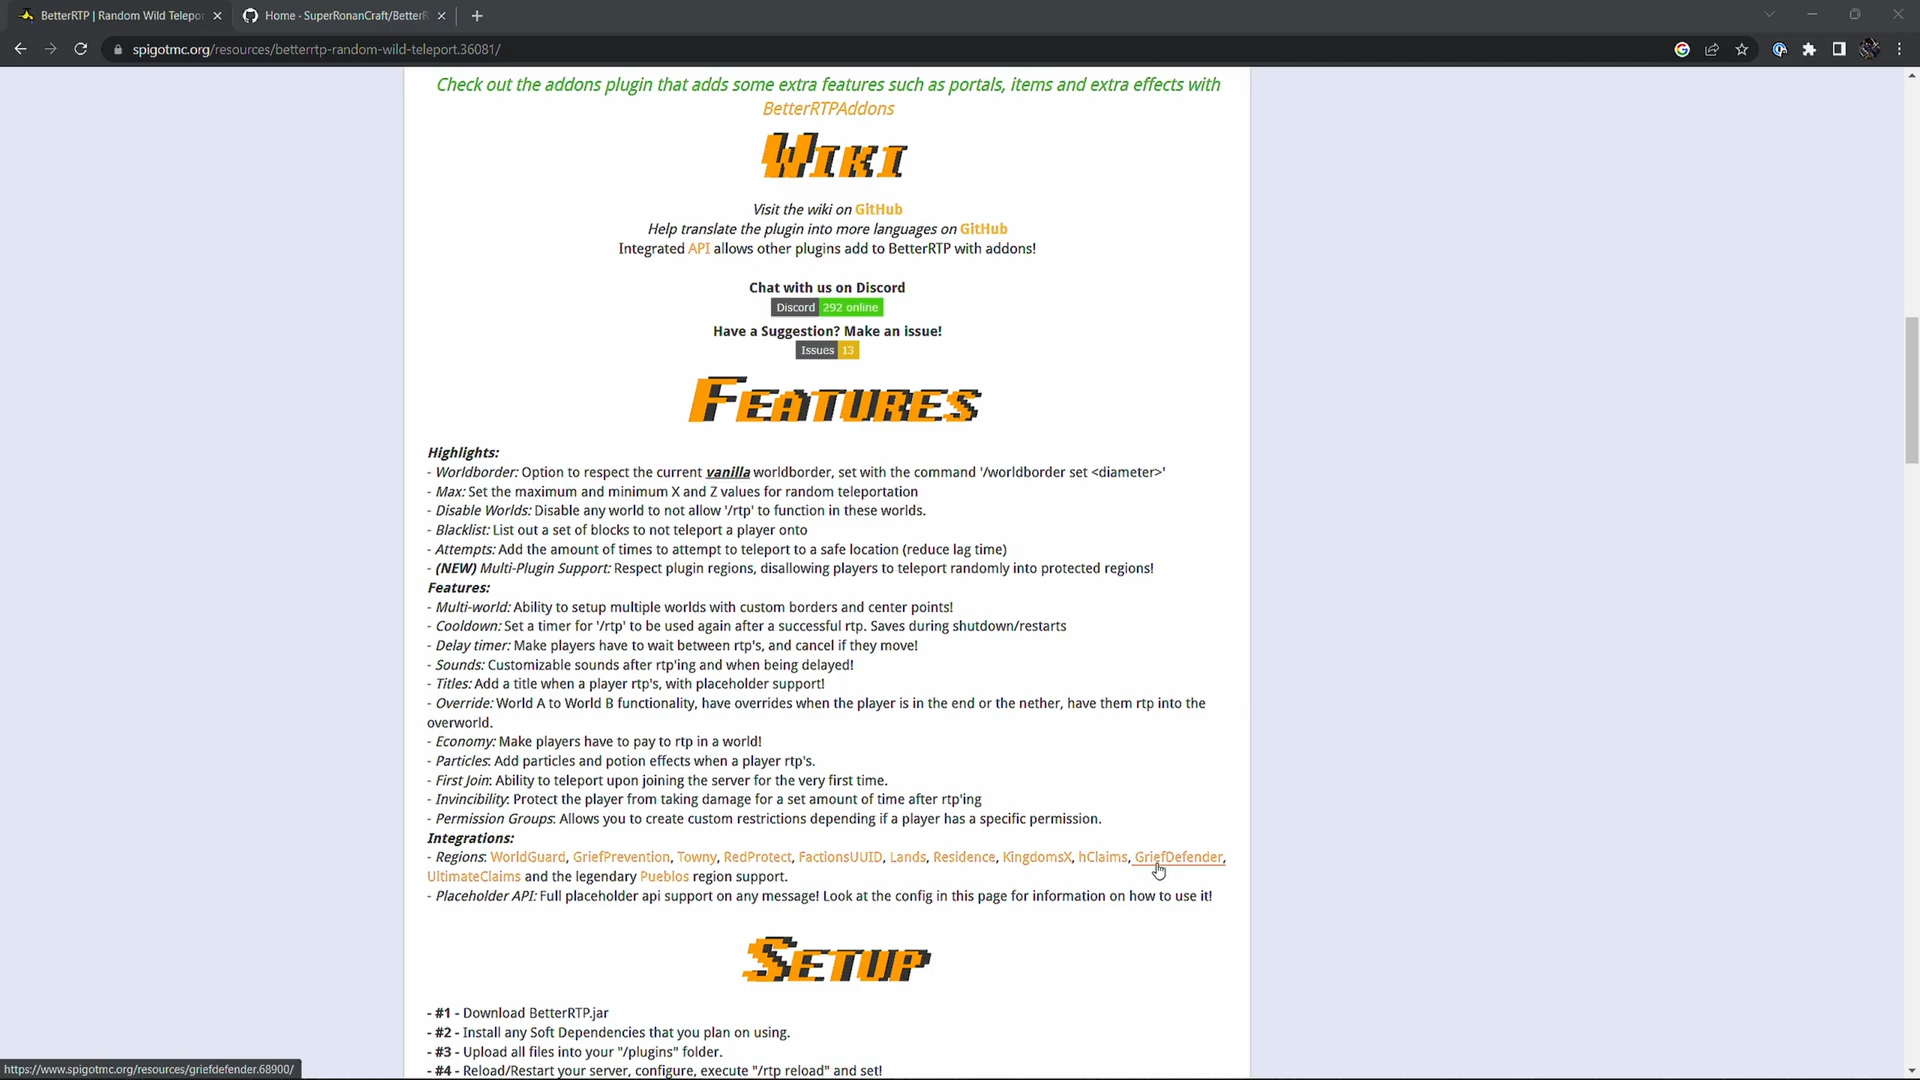 BetterRTP | Random Wild Telepor
Home - SuperRonanCraft/BetterR
spigotmc.org/resources/betterrtp-random-wild-teleport.36081/
Check out the addons plugin that adds some extra features such as portals, items and extra effects with
BetterRTPAddons
Wiki
Visit the wiki on GitHub
Help translate the plugin into more languages on GitHub
Integrated API allows other plugins add to BetterRTP with addons!
Chat with us on Discord
Discord 292 online
Have a Suggestion? Make an issue!
Issues 13
Features
Highlights:
- Worldborder: Option to respect the current vanilla worldborder, set with the command '/worldborder set <diameter>'
- Max: Set the maximum and minimum X and Z values for random teleportation
- Disable Worlds: Disable any world to not allow '/rtp' to function in these worlds.
- Blacklist: List out a set of blocks to not teleport a player onto
- Attempts: Add the amount of times to attempt to teleport to a safe location (reduce lag time)
- (NEW) Multi-Plugin Support: Respect plugin regions, disallowing players to teleport randomly into protected regions!
Features:
- Multi-world: Ability to setup multiple worlds with custom borders and center points!
- Cooldown: Set a timer for '/rtp' to be used again after a successful rtp. Saves during shutdown/restarts
- Delay timer: Make players have to wait between rtp's, and cancel if they move!
- Sounds: Customizable sounds after rtp'ing and when being delayed!
- Titles: Add a title when a player rtp's, with placeholder support!
- Override: World A to World B functionality, have overrides when the player is in the end or the nether, have them rtp into the
overworld.
- Economy: Make players have to pay to rtp in a world!
- Particles: Add particles and potion effects when a player rtp's.
- First Join: Ability to teleport upon joining the server for the very first time.
- Invincibility: Protect the player from taking damage for a set amount of time after rtp'ing
- Permission Groups: Allows you to create custom restrictions depending if a player has a specific permission.
Integrations:
- Regions: WorldGuard, GriefPrevention, Towny, RedProtect, FactionsUUID, Lands, Residence, KingdomsX, hClaims, GriefDefender,
UltimateClaims and the legendary Pueblos region support.
- Placeholder API: Full placeholder api support on any message! Look at the config in this page for information on how to use it!
Setup
- #1 - Download BetterRTP.jar
- #2 - Install any Soft Dependencies that you plan on using.
- #3 - Upload all files into your "/plugins" folder.
- #4 - Reload/Restart your server, configure, execute "/rtp reload" and set!
https://www.spigotmc.org/resources/griefdefender.68900/